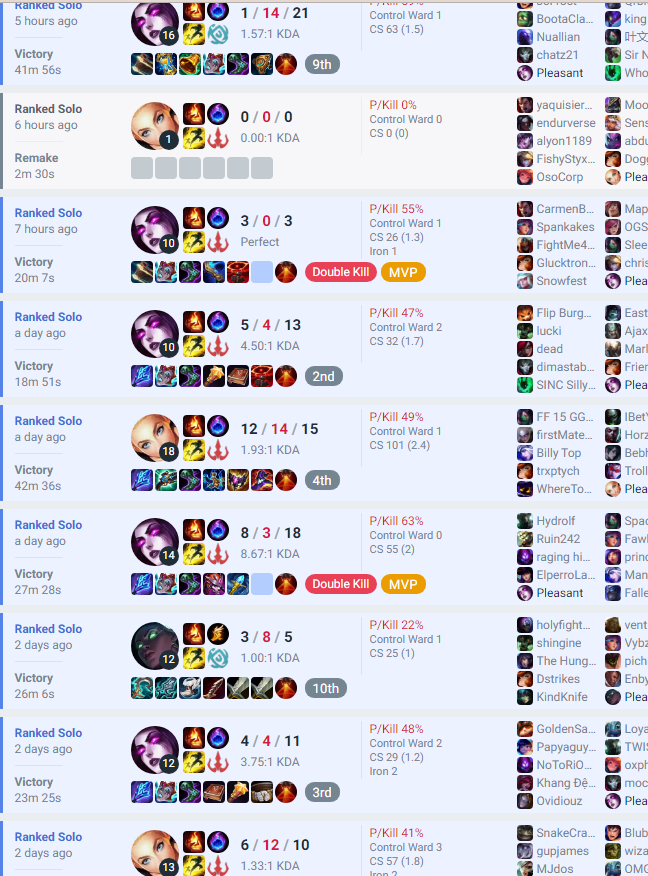 Ranked Solo
5 hours ago
Victory
41m 56s
16
1 / 14 / 21
1.57:1 KDA
9th
Control Ward 1
CS 63 (1.5)
BootaCla...
Nuallian
chatz21
Pleasant
king
叶文
Sir N
Who
Ranked Solo
6 hours ago
Remake
2m 30s
1
0 / 0 / 0
0.00:1 KDA
P/Kill 0%
Control Ward 0
CS 0 (0)
yaquisier...
endurverse
alyon1189
FishyStyx...
OsoCorp
Moo
Sens
abdu
Dogg
Plea
Ranked Solo
7 hours ago
Victory
20m 7s
10
3 / 0 / 3
Perfect
Double Kill
MVP
P/Kill 55%
Control Ward 1
CS 26 (1.3)
Iron 1
CarmenB...
Spankakes
FightMe4...
Glucktron...
Snowfest
Map
OGS
Slee
chris
Plea
Ranked Solo
a day ago
Victory
18m 51s
10
5 / 4 / 13
4.50:1 KDA
2nd
P/Kill 47%
Control Ward 2
CS 32 (1.7)
Flip Burg...
lucki
dead
dimastab...
SINC Silly...
East
Ajax
Marl
Frier
Plea
Ranked Solo
a day ago
Victory
42m 36s
18
12 / 14 / 15
1.93:1 KDA
4th
P/Kill 49%
Control Ward 1
CS 101 (2.4)
FF 15 GG...
firstMate...
Billy Top
trxptych
WhereTo...
IBetY
Horz
Bebh
Troll
Plea
Ranked Solo
a day ago
Victory
27m 28s
14
8 / 3 / 18
8.67:1 KDA
Double Kill
MVP
P/Kill 63%
Control Ward 0
CS 55 (2)
Hydrolf
Ruin242
raging hi...
ElperroLa...
Pleasant
Spac
Fawl
princ
Man
Falle
Ranked Solo
2 days ago
Victory
26m 6s
12
3 / 8 / 5
1.00:1 KDA
10th
P/Kill 22%
Control Ward 1
CS 25 (1)
holyfight...
shingine
The Hung...
Dstrikes
KindKnife
vent
Vybz
pich
Enby
Plea
Ranked Solo
2 days ago
Victory
23m 25s
12
4 / 4 / 11
3.75:1 KDA
3rd
P/Kill 48%
Control Ward 2
CS 29 (1.2)
Iron 2
GoldenSa...
Papyaguy...
NoToRiO...
Khang Đệ...
Ovidiouz
Loya
TWIS
oxph
moc
Plea
Ranked Solo
2 days ago
13
6 / 12 / 10
1.33:1 KDA
P/Kill 41%
Control Ward 3
CS 57 (1.8)
SnakeCra...
gupjames
MJdos
Blub
wiza
OMG